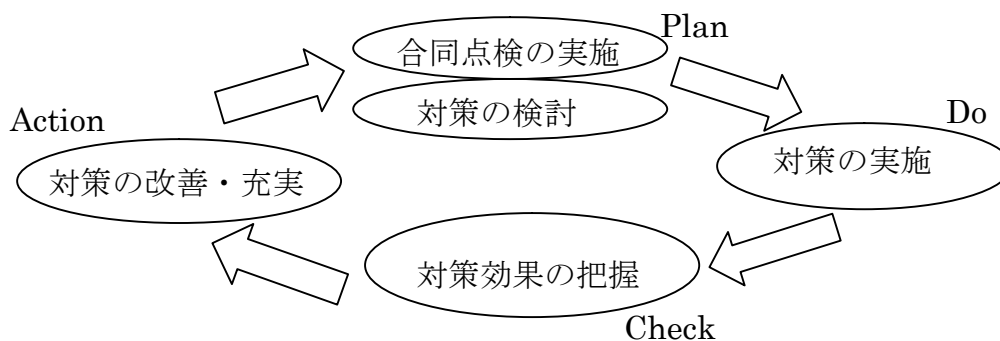 Plan
合同点検の実施
対策の検討
Action
Do
対策の改善・充実
対策の実施
対策効果の把握
Check